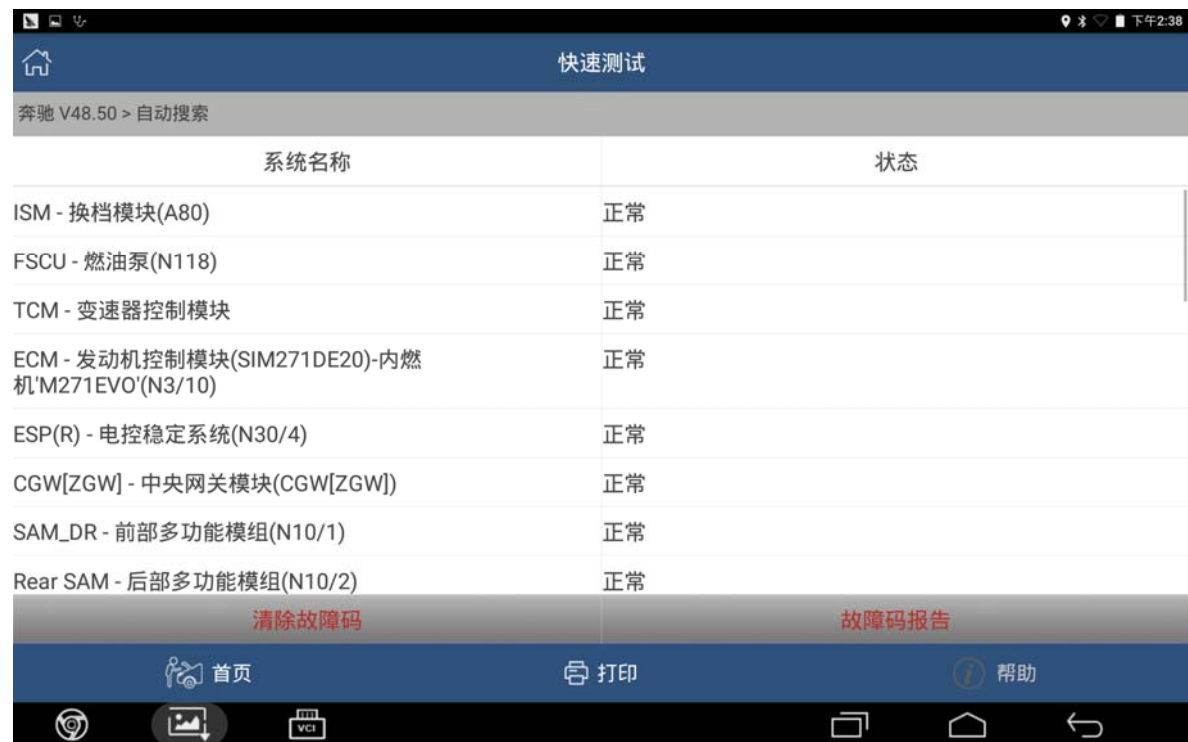 下午2:38
快速测试
奔驰 V48.50 > 自动搜索
系统名称 状态
ISM - 换档模块(A80) 正常
FSCU - 燃油泵(N118) 正常
TCM - 变速器控制模块 正常
ECM - 发动机控制模块(SIM271DE20)-内燃 正常
机'M271EVO'(N3/10)
ESP(R) - 电控稳定系统(N30/4) 正常
CGW[ZGW] - 中央网关模块(CGW[ZGW]) 正常
SAM_DR - 前部多功能模组(N10/1) 正常
Rear SAM - 后部多功能模组(N10/2) 正常
清除故障码 故障码报告
首页 打印 i 帮助
VCI